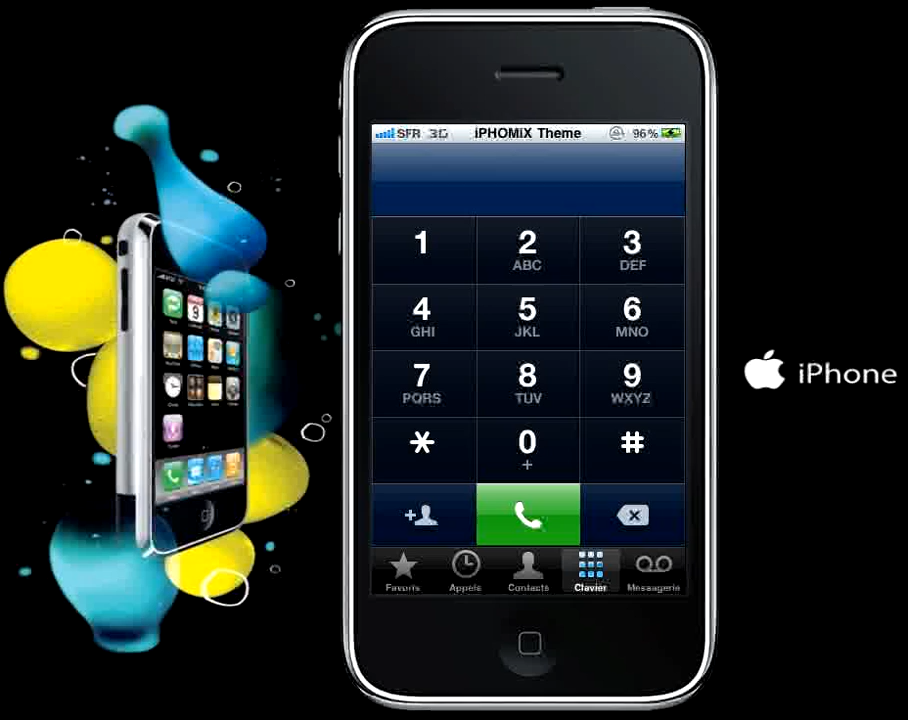 SFR 3G iPHOMiX Theme 96%
1
2 ABC
3 DEF
4 GHI
5 JKL
6 MNO
7 PQRS
8 TUV
9 WXYZ
*
0 +
#
Favoris Appels Contacts Clavier Messagerie
iPhone